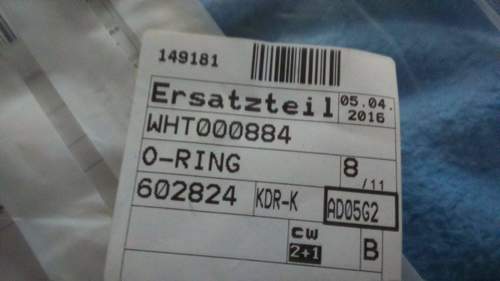 149181
Ersatzteil 05.04.
2016
WHT000884
O-RING 8/11
602824 KDR-K AD05G2
cw
2+1 B